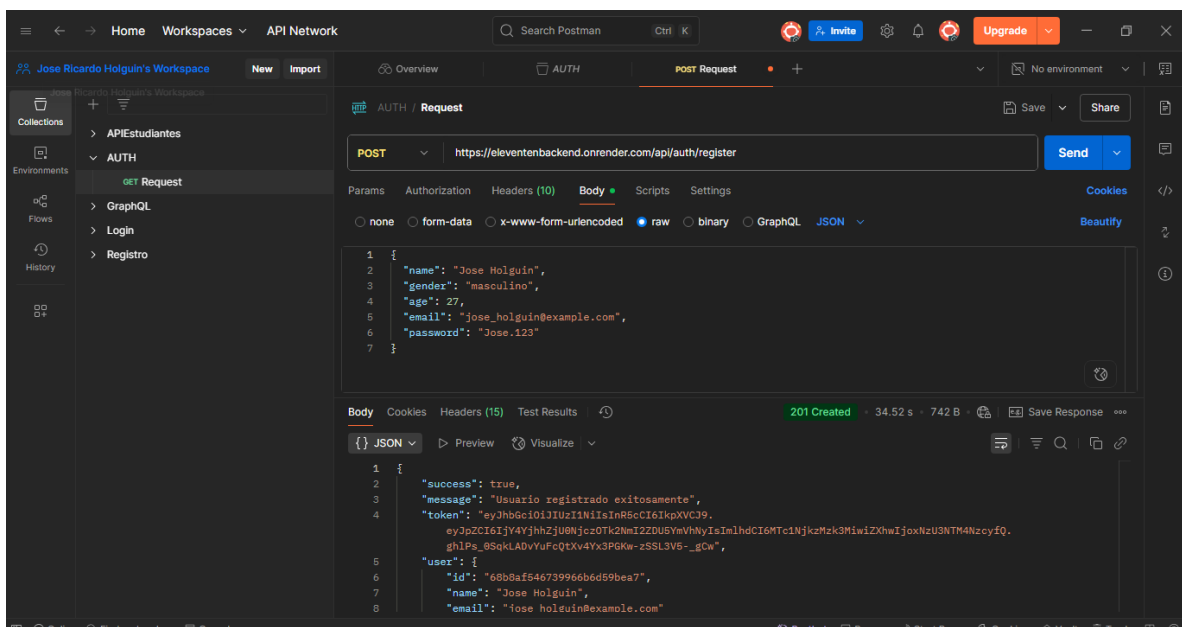 Home Workspaces API Network
Search Postman Ctrl K
Invite
Upgrade
Jose Ricardo Holguin's Workspace New Import
Overview AUTH POST Request No environment
Jose Ricardo Holguin's Workspace
Collections
Environments
Flows
History
APIEstudiantes
AUTH
GET Request
GraphQL
Login
Registro
HTTP AUTH / Request Save Share
POST https://eleventenbackend.onrender.com/api/auth/register Send
Params Authorization Headers (10) Body Scripts Settings Cookies
none form-data x-www-form-urlencoded raw binary GraphQL JSON Beautify
1 {
2 "name": "Jose Holguin",
3 "gender": "masculino",
4 "age": 27,
5 "email": "jose_holguin@example.com",
6 "password": "Jose.123"
7 }
Body Cookies Headers (15) Test Results 201 Created 34.52 s 742 B Save Response
{} JSON Preview Visualize
1 {
2 "success": true,
3 "message": "Usuario registrado exitosamente",
4 "token": "eyJhbGciOiJIUzI1NiIsInR5cCI6IkpXVCJ9.
eyJpZCI6IjY4YjhhZjU0NjczOTk2NmI2ZDU5YmVhNyIsImlhdCI6MTc1NjkzMzk3MiwiZXhwIjoxNzU3NTM4NzcyfQ.
ghlPs_0SqkLADvYuFcQtXv4Yx3PGKw-zSSL3V5-_gCw",
5 "user": {
6 "id": "68b8af546739966b6d59bea7",
7 "name": "Jose Holguin",
8 "email": "jose_holguin@example.com"